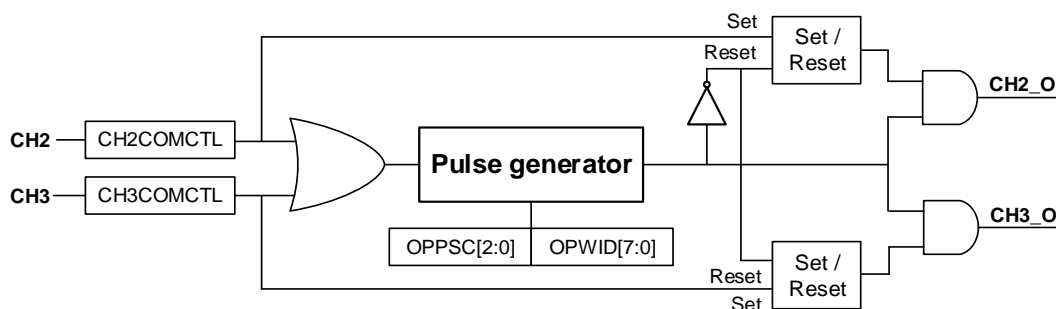 Set
Set /
Reset
Reset
CH2_O
CH2
CH2COMCTL
Pulse generator
CH3
CH3COMCTL
CH3_O
OPPSC[2:0]
OPWID[7:0]
Set /
Reset
Reset
Set